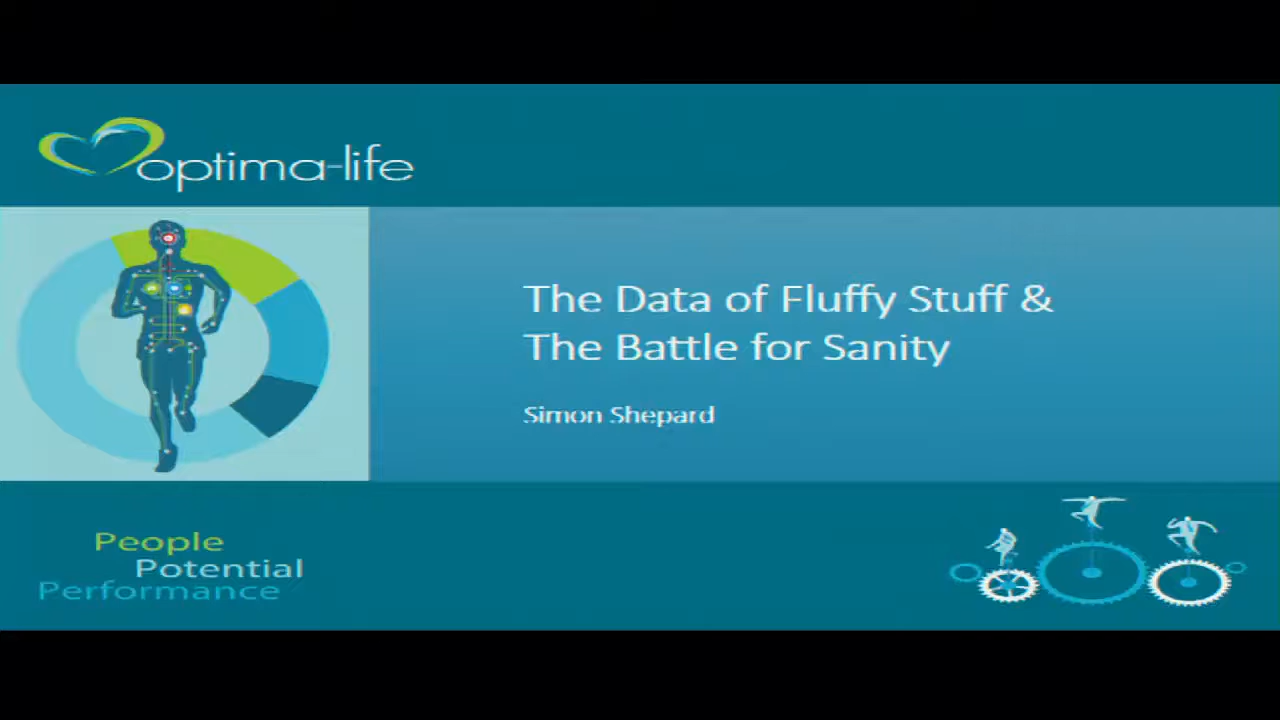 optima-life
The Data of Fluffy Stuff &
The Battle for Sanity
Simon Shepard
People
Potential
Performance